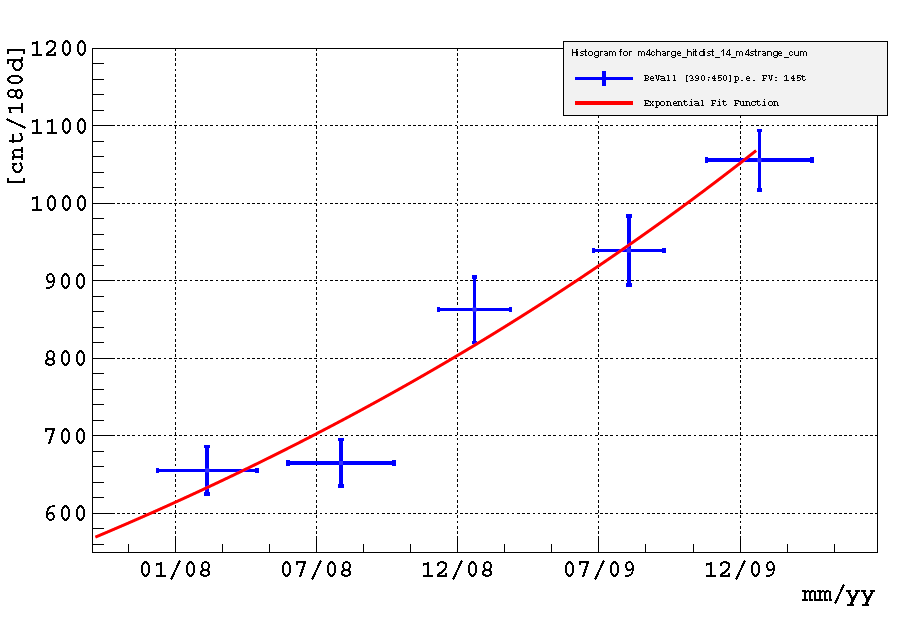 1200
[cnt/180d]
Histogram for m4charge_hitdist_14_m4strange_cum
BeVall [390;450]p.e. FV: 145t
Exponential Fit Function
1100
1000
900
800
700
600
01/08 07/08 12/08 07/09 12/09
mm/yy